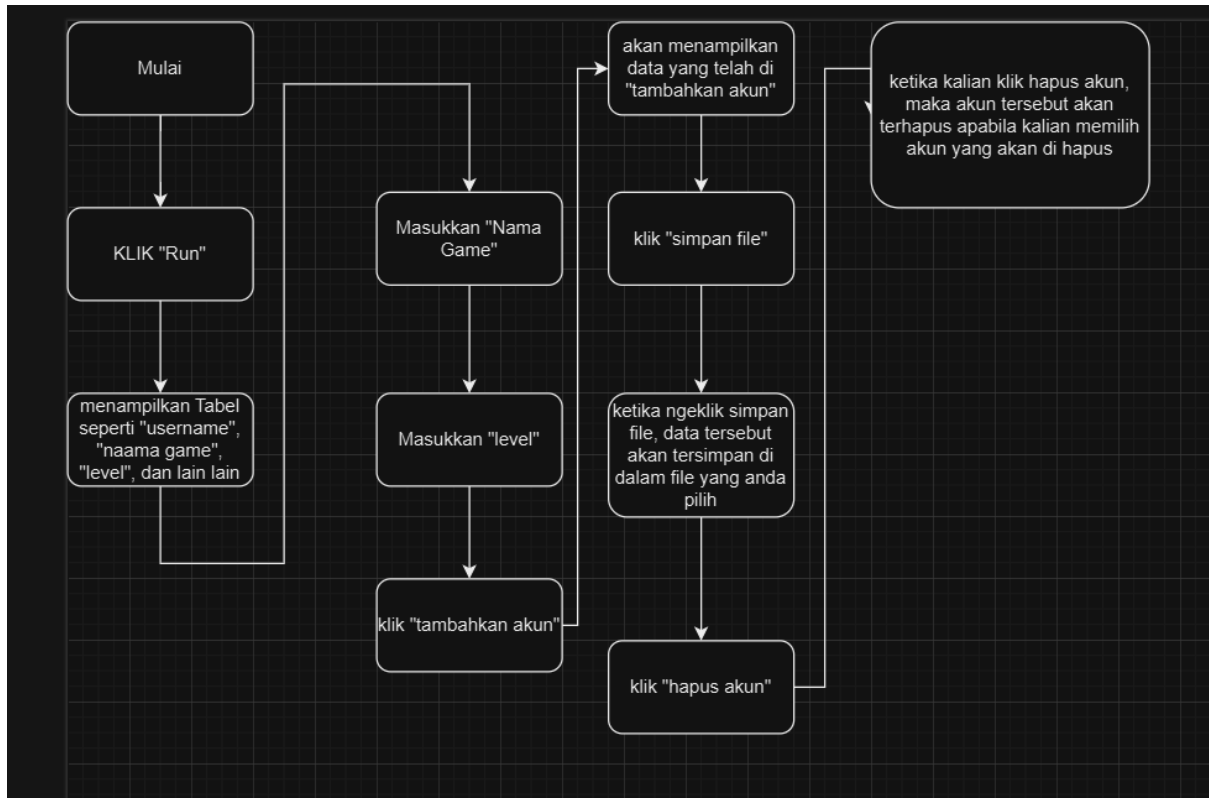 Mulai
KLIK "Run"
menampilkan Tabel
seperti "username",
"naama game",
"level", dan lain lain
Masukkan "Nama
Game"
Masukkan "level"
klik "tambahkan akun"
akan menampilkan
data yang telah di
"tambahkan akun"
klik "simpan file"
ketika ngeklik simpan
file, data tersebut
akan tersimpan di
dalam file yang anda
pilih
klik "hapus akun"
ketika kalian klik hapus akun,
maka akun tersebut akan
terhapus apabila kalian memilih
akun yang akan di hapus